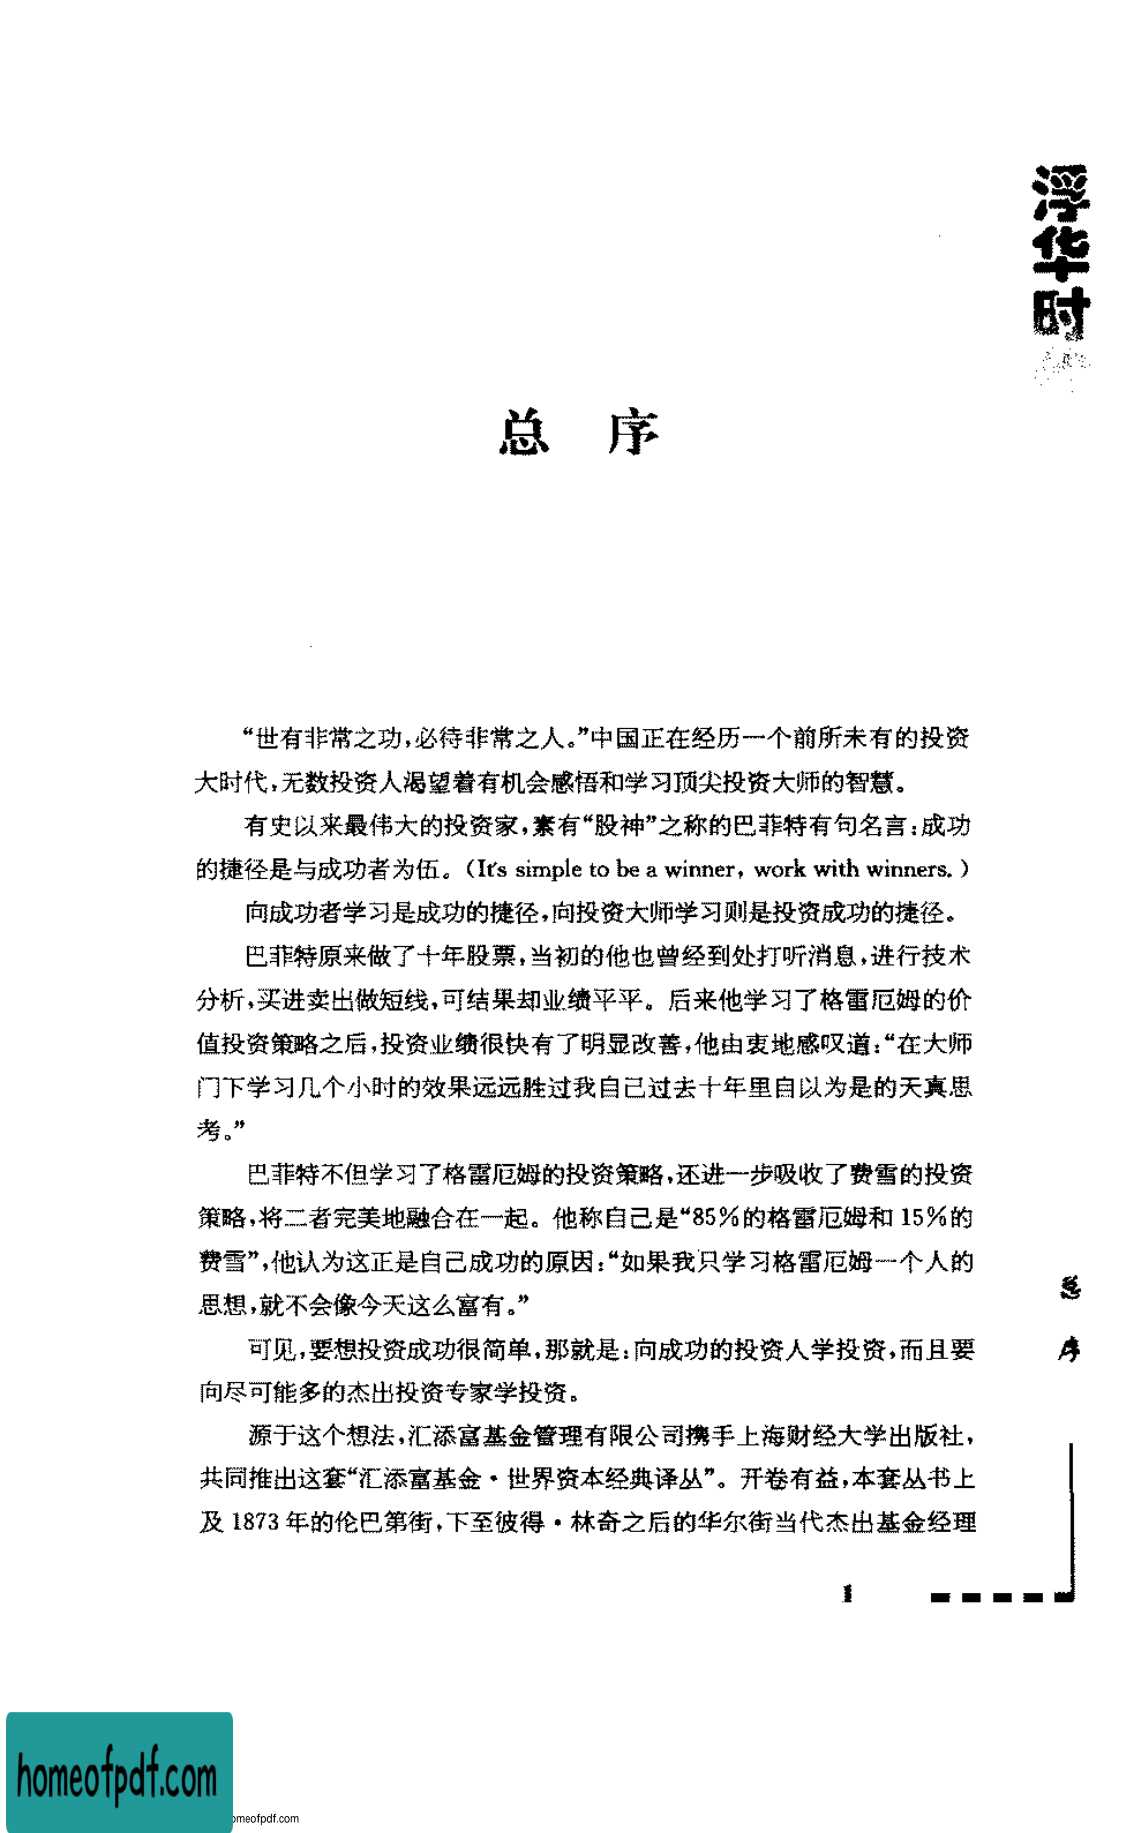 浮华时
总 序
“世有非常之功,必待非常之人。”中国正在经历一个前所未有的投资
大时代,无数投资人渴望着有机会感悟和学习顶尖投资大师的智慧。
有史以来最伟大的投资家,素有“股神”之称的巴菲特有句名言:成功
的捷径是与成功者为伍。(It's simple to be a winner, work with winners.)
向成功者学习是成功的捷径,向投资大师学习则是投资成功的捷径。
巴菲特原来做了十年股票,当初的他也曾经到处打听消息,进行技术
分析,买进卖出做短线,可结果却业绩平平。后来他学习了格雷厄姆的价
值投资策略之后,投资业绩很快有了明显改善,他由衷地感叹道:“在大师
门下学习几个小时的效果远远胜过我自己过去十年里自以为是的天真思
考。”
巴菲特不但学习了格雷厄姆的投资策略,还进一步吸收了费雪的投资
策略,将二者完美地融合在一起。他称自己是“85%的格雷厄姆和 15%的
费雪”,他认为这正是自己成功的原因:“如果我只学习格雷厄姆一个人的
思想,就不会像今天这么富有。”
可见,要想投资成功很简单,那就是:向成功的投资人学投资,而且要
向尽可能多的杰出投资专家学投资。
源于这个想法,汇添富基金管理有限公司携手上海财经大学出版社,
共同推出这套“汇添富基金·世界资本经典译丛”。开卷有益,本套丛书上
及 1873 年的伦巴第街,下至彼得·林奇之后的华尔街当代杰出基金经理
总
序
1
homeofpdf.com
omeofpdf.com